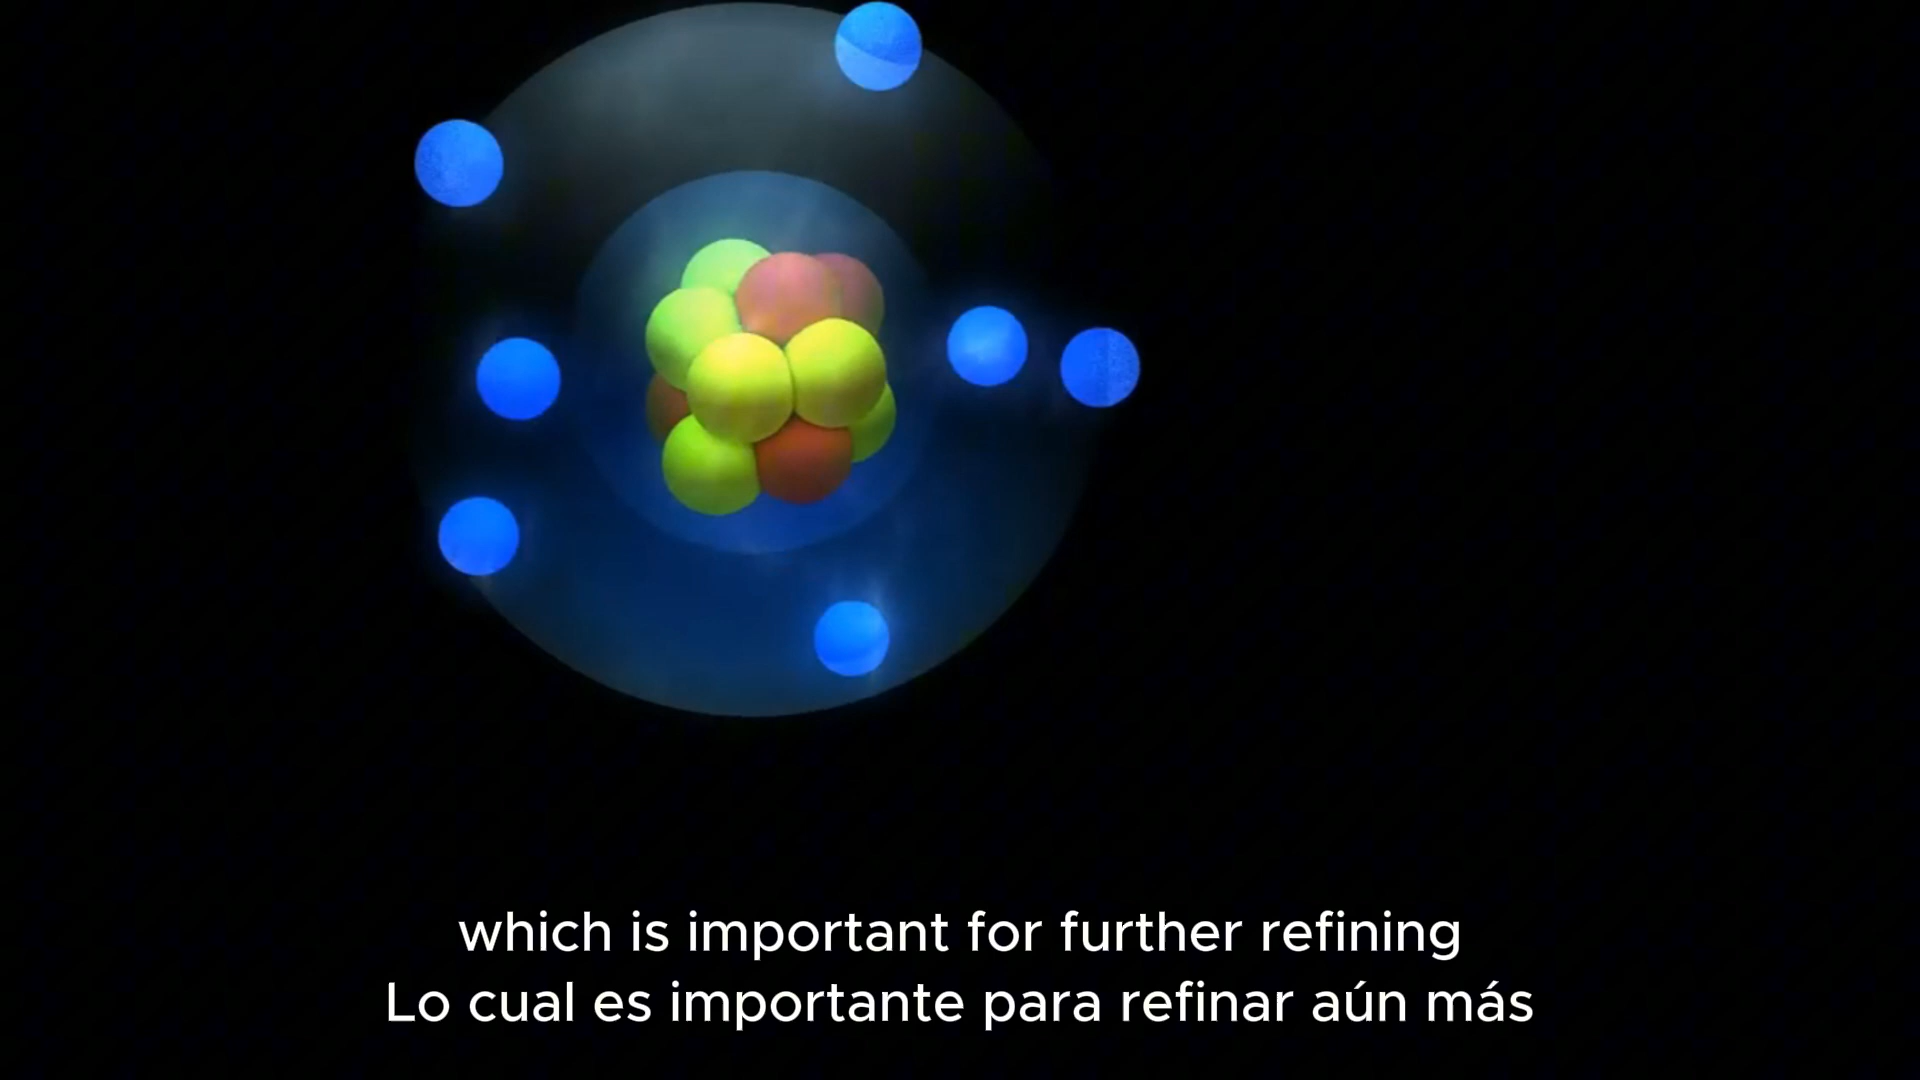 which is important for further refining
Lo cual es importante para refinar aún más